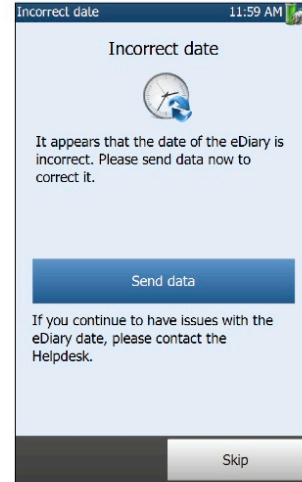 Incorrect date 11:59 AM
Incorrect date
It appears that the date of the eDiary is
incorrect. Please send data now to
correct it.
Send data
If you continue to have issues with the
eDiary date, please contact the
Helpdesk.
Skip